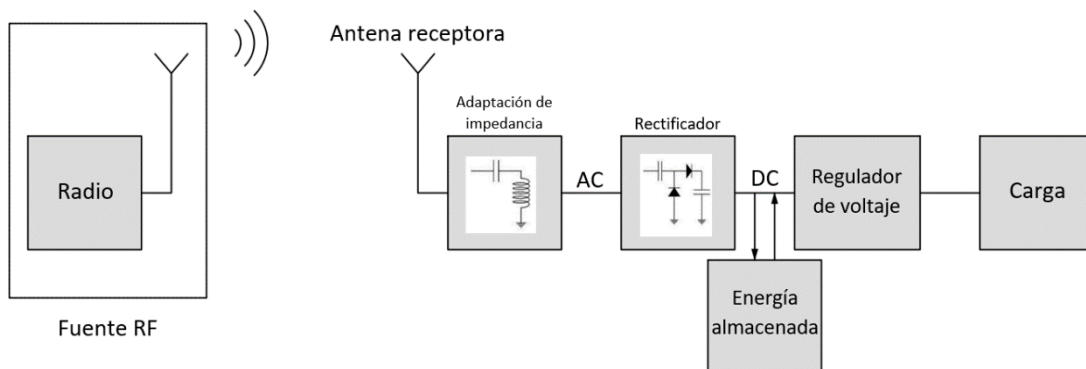 Radio
Fuente RF
Antena receptora
Adaptación de
impedancia
AC
Rectificador
DC
Regulador
de voltaje
Carga
Energía
almacenada